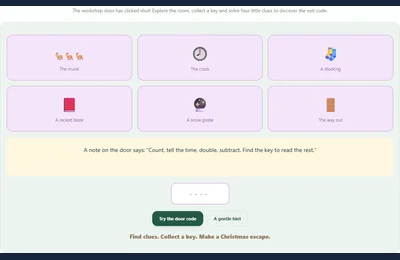 The workshop door has clicked shut! Explore the room, collect a key and solve four little clues to discover the exit code.
The mural
The clock
A stocking
A locked book
A snow globe
The way out
A note on the door says: "Count, tell the time, double, subtract. Find the key to read the rest."
----
Try the door code
A gentle hint
Find clues. Collect a key. Make a Christmas escape.